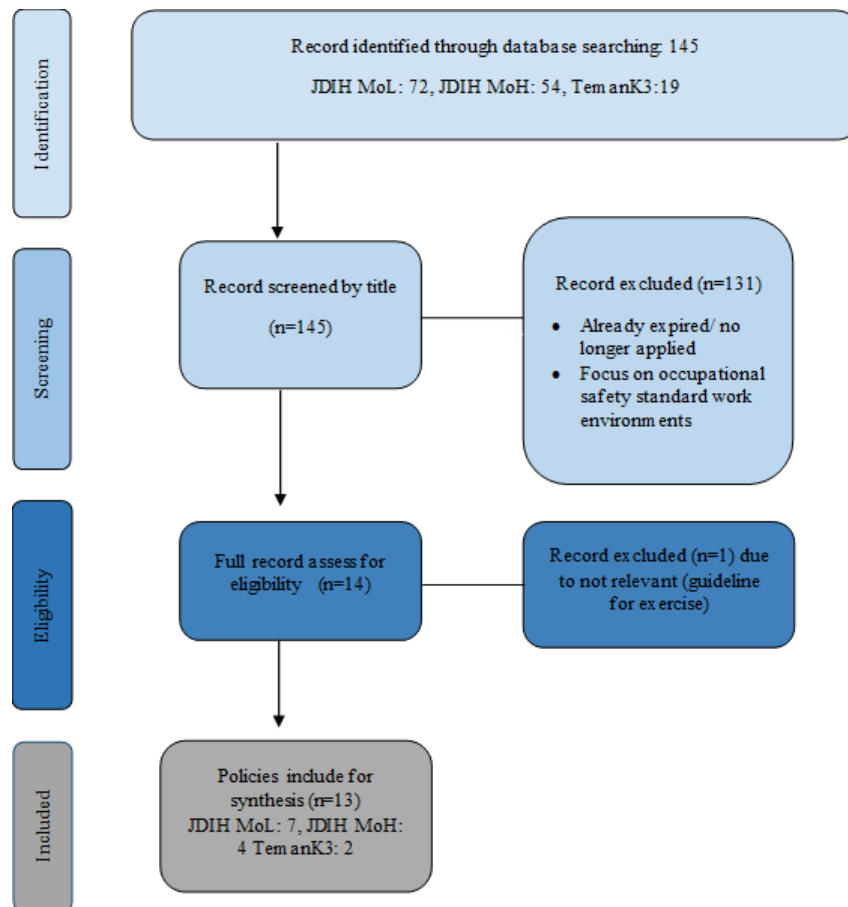 Identification
Record identified through database searching: 145
JDIH MoL: 72, JDIH MoH: 54, TemanK3:19
Screening
Record screened by title
(n=145)
Record excluded (n=131)
• Already expired/ no
longer applied
• Focus on occupational
safety standard work
environments
Eligibility
Full record assess for
eligibility (n=14)
Record excluded (n=1) due
to not relevant (guideline
for exercise)
Included
Policies include for
synthesis (n=13)
JDIH MoL: 7, JDIH MoH:
4 TemanK3: 2